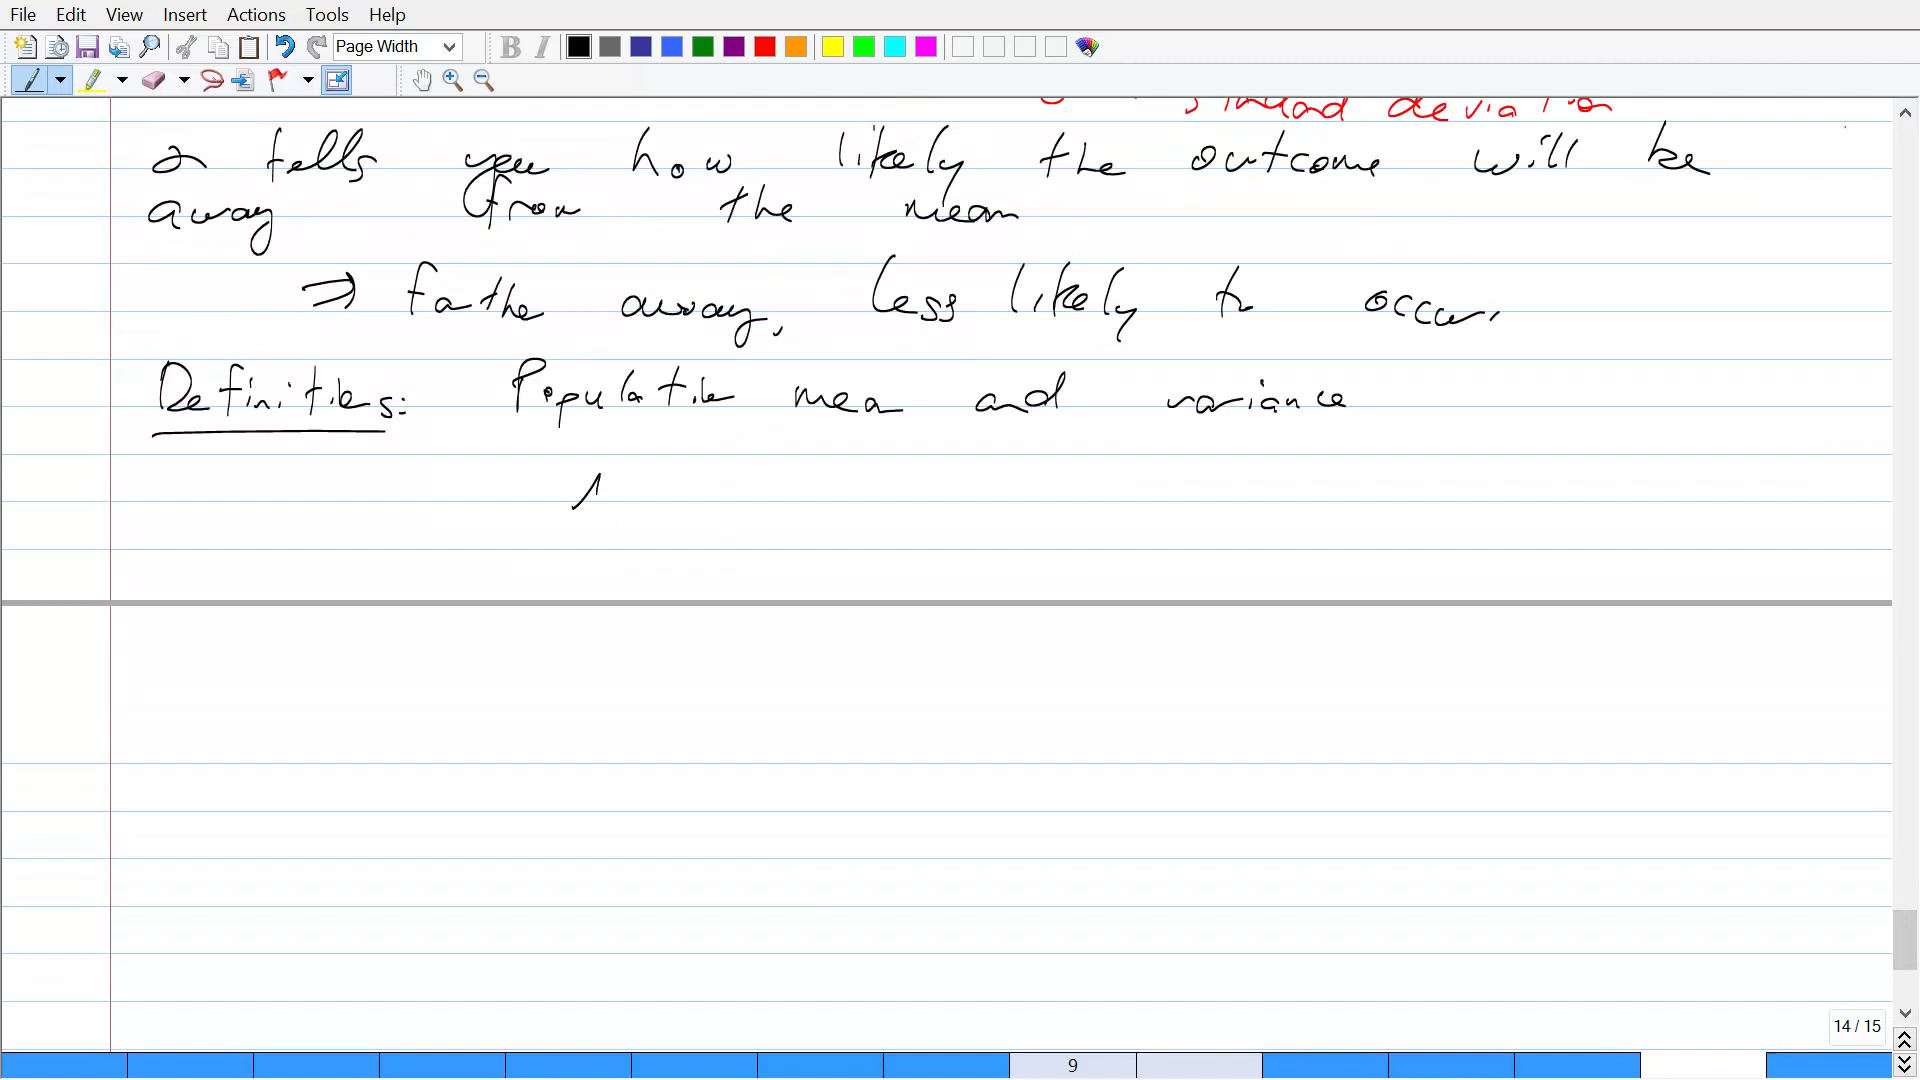 File Edit View Insert Actions Tools Help
Page Width
B I
standard deviation
σ tells you how likely the outcome will be
away from the mean
⇒ farther away, less likely to occur.
Definitions: Population mean and variance
14 / 15
9